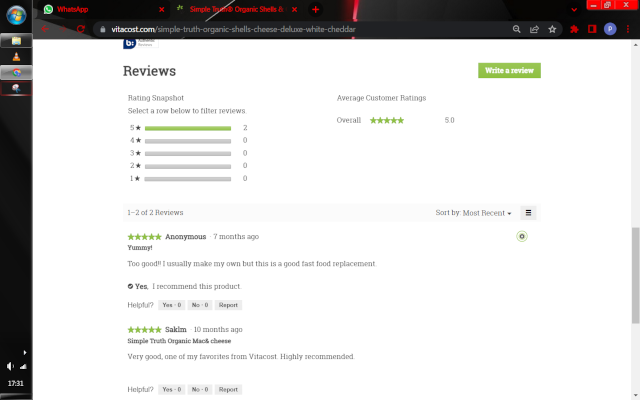 WhatsApp
Simple Truth® Organic Shells &
vitacost.com/simple-truth-organic-shells-cheese-deluxe-white-cheddar
P
b:
Reviews
Write a review
Rating Snapshot
Average Customer Ratings
Select a row below to filter reviews.
Overall ★★★★★ 5.0
5★ 2
4★ 0
3★ 0
2★ 0
1★ 0
1–2 of 2 Reviews
Sort by: Most Recent ▼
★★★★★ Anonymous · 7 months ago
Yummy!
Too good!! I usually make my own but this is a good fast food replacement.
Yes, I recommend this product.
Helpful? Yes · 0 No · 0 Report
★★★★★ Sakim · 10 months ago
Simple Truth Organic Mac& cheese
Very good, one of my favorites from Vitacost. Highly recommended.
Helpful? Yes · 0 No · 0 Report
17:31